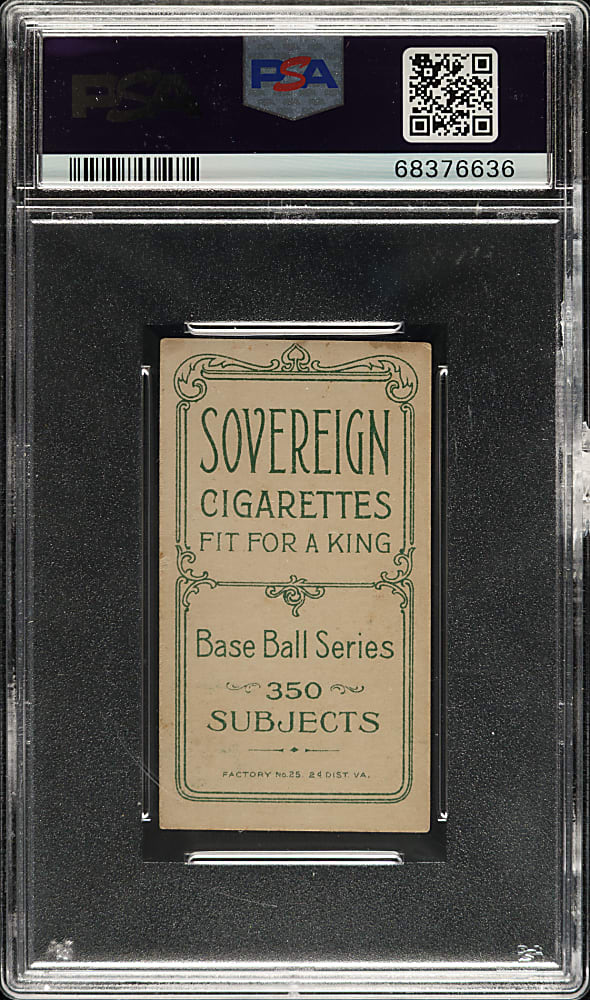 PSA
PSA
68376636
SOVEREIGN
CIGARETTES
FIT FOR A KING
Base Ball Series
350
SUBJECTS
FACTORY No.25. 2d DIST. VA.